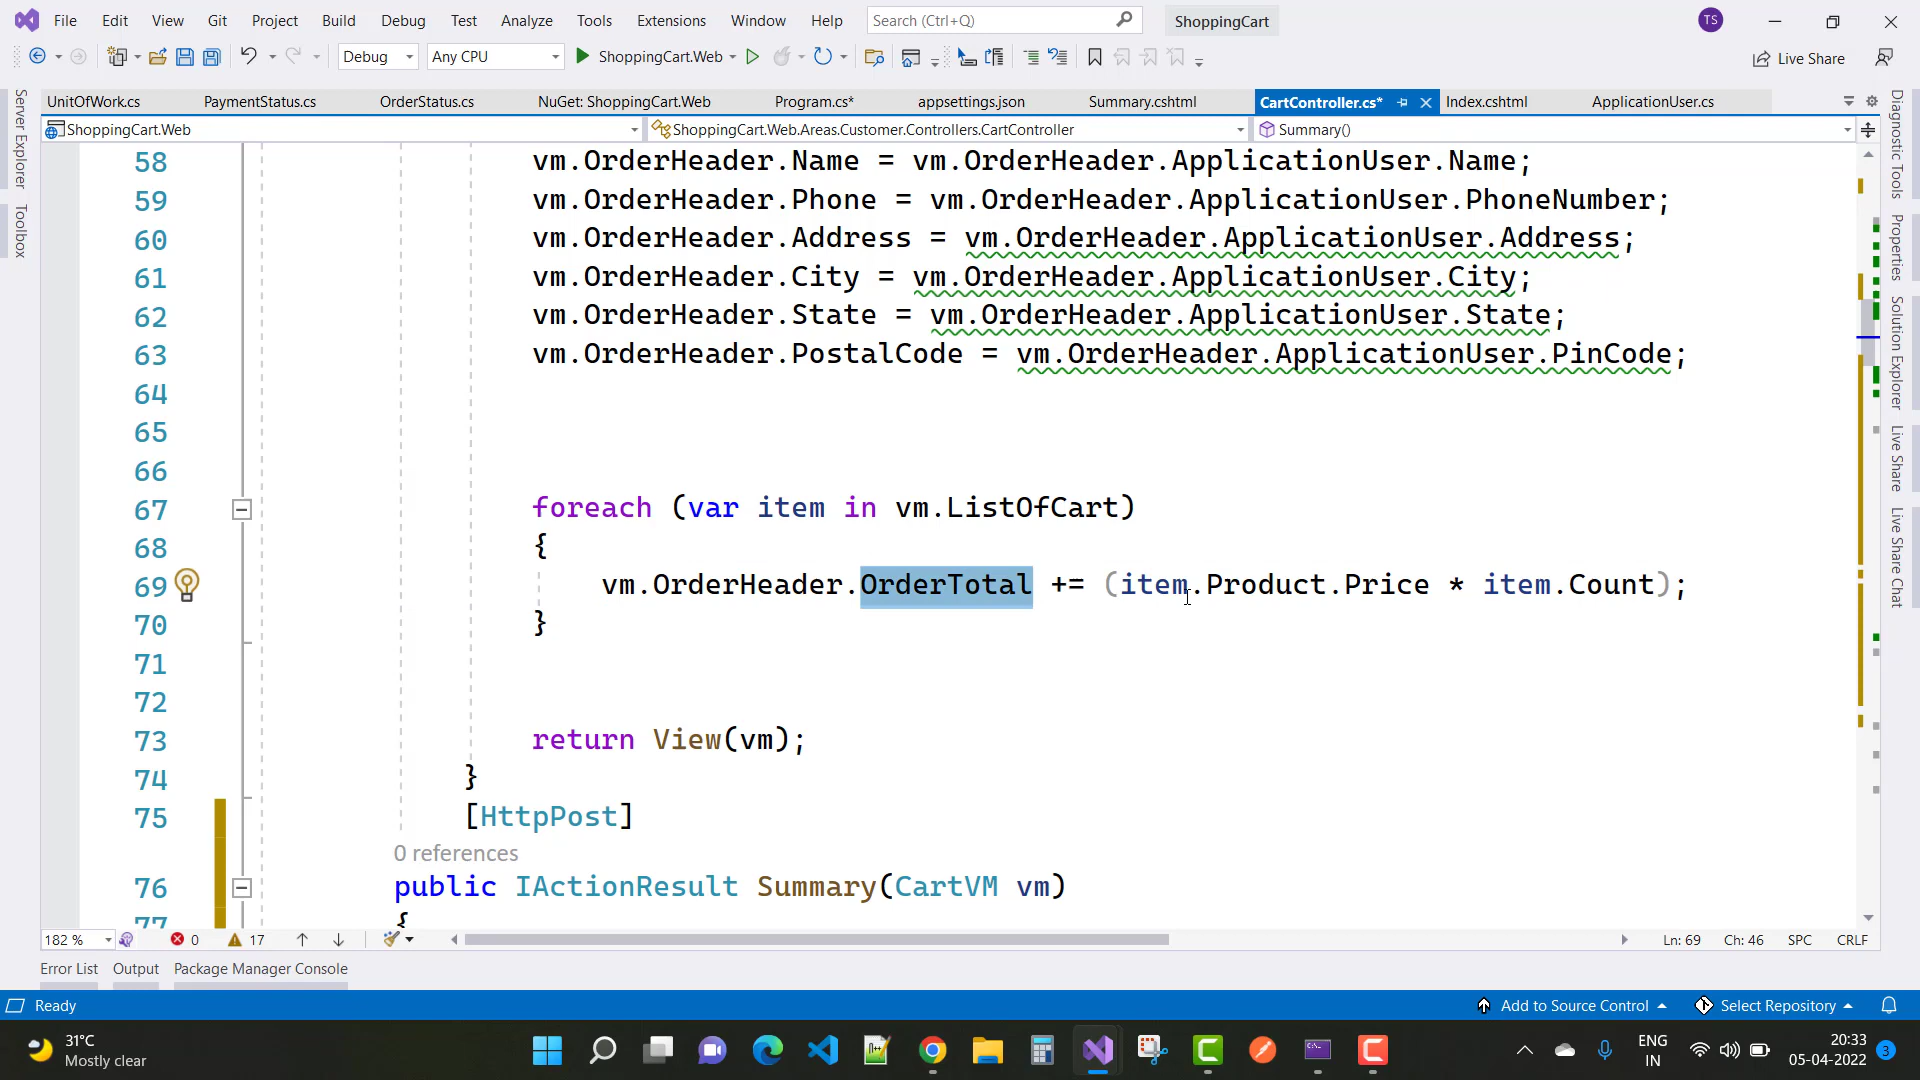 File Edit View Git Project Build Debug Test Analyze Tools Extensions Window Help Search (Ctrl+Q) ShoppingCart TS
Debug Any CPU ShoppingCart.Web Live Share
UnitOfWork.cs PaymentStatus.cs OrderStatus.cs NuGet: ShoppingCart.Web Program.cs* appsettings.json Summary.cshtml CartController.cs* Index.cshtml ApplicationUser.cs
ShoppingCart.Web ShoppingCart.Web.Areas.Customer.Controllers.CartController Summary()
Server Explorer
Toolbox
58 vm.OrderHeader.Name = vm.OrderHeader.ApplicationUser.Name;
59 vm.OrderHeader.Phone = vm.OrderHeader.ApplicationUser.PhoneNumber;
60 vm.OrderHeader.Address = vm.OrderHeader.ApplicationUser.Address;
61 vm.OrderHeader.City = vm.OrderHeader.ApplicationUser.City;
62 vm.OrderHeader.State = vm.OrderHeader.ApplicationUser.State;
63 vm.OrderHeader.PostalCode = vm.OrderHeader.ApplicationUser.PinCode;
64
65
66
67 foreach (var item in vm.ListOfCart)
68 {
69 vm.OrderHeader.OrderTotal += (item.Product.Price * item.Count);
70 }
71
72
73 return View(vm);
74 }
75 [HttpPost]
0 references
76 public IActionResult Summary(CartVM vm)
77 {
Diagnostic Tools
Properties
Solution Explorer
Live Share
Live Share Chat
182 % 0 17 Ln: 69 Ch: 46 SPC CRLF
Error List Output Package Manager Console
Ready Add to Source Control Select Repository
31°C
Mostly clear
ENG
IN
20:33
05-04-2022
3